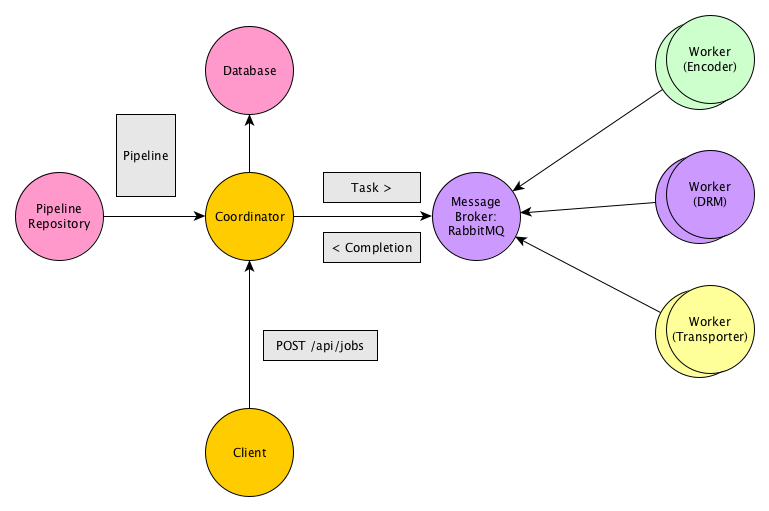 Database
Worker
(Encoder)
Pipeline
Pipeline
Repository
Coordinator
Task >
< Completion
Message
Broker:
RabbitMQ
Worker
(DRM)
Worker
(Transporter)
POST /api/jobs
Client